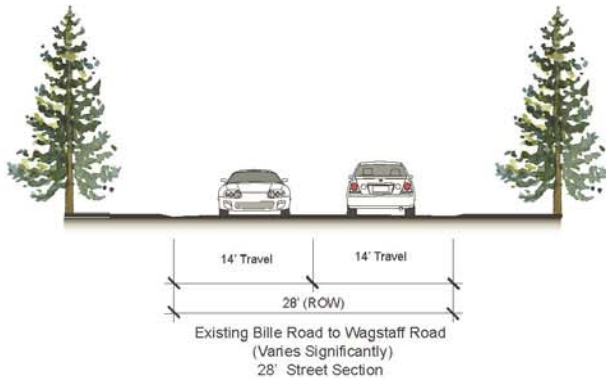 14' Travel 14' Travel
28' (ROW)
Existing Bille Road to Wagstaff Road
(Varies Significantly)
28' Street Section